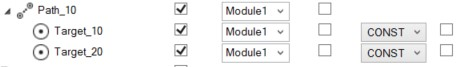 Path_10 Module1
Target_10 Module1 CONST
Target_20 Module1 CONST